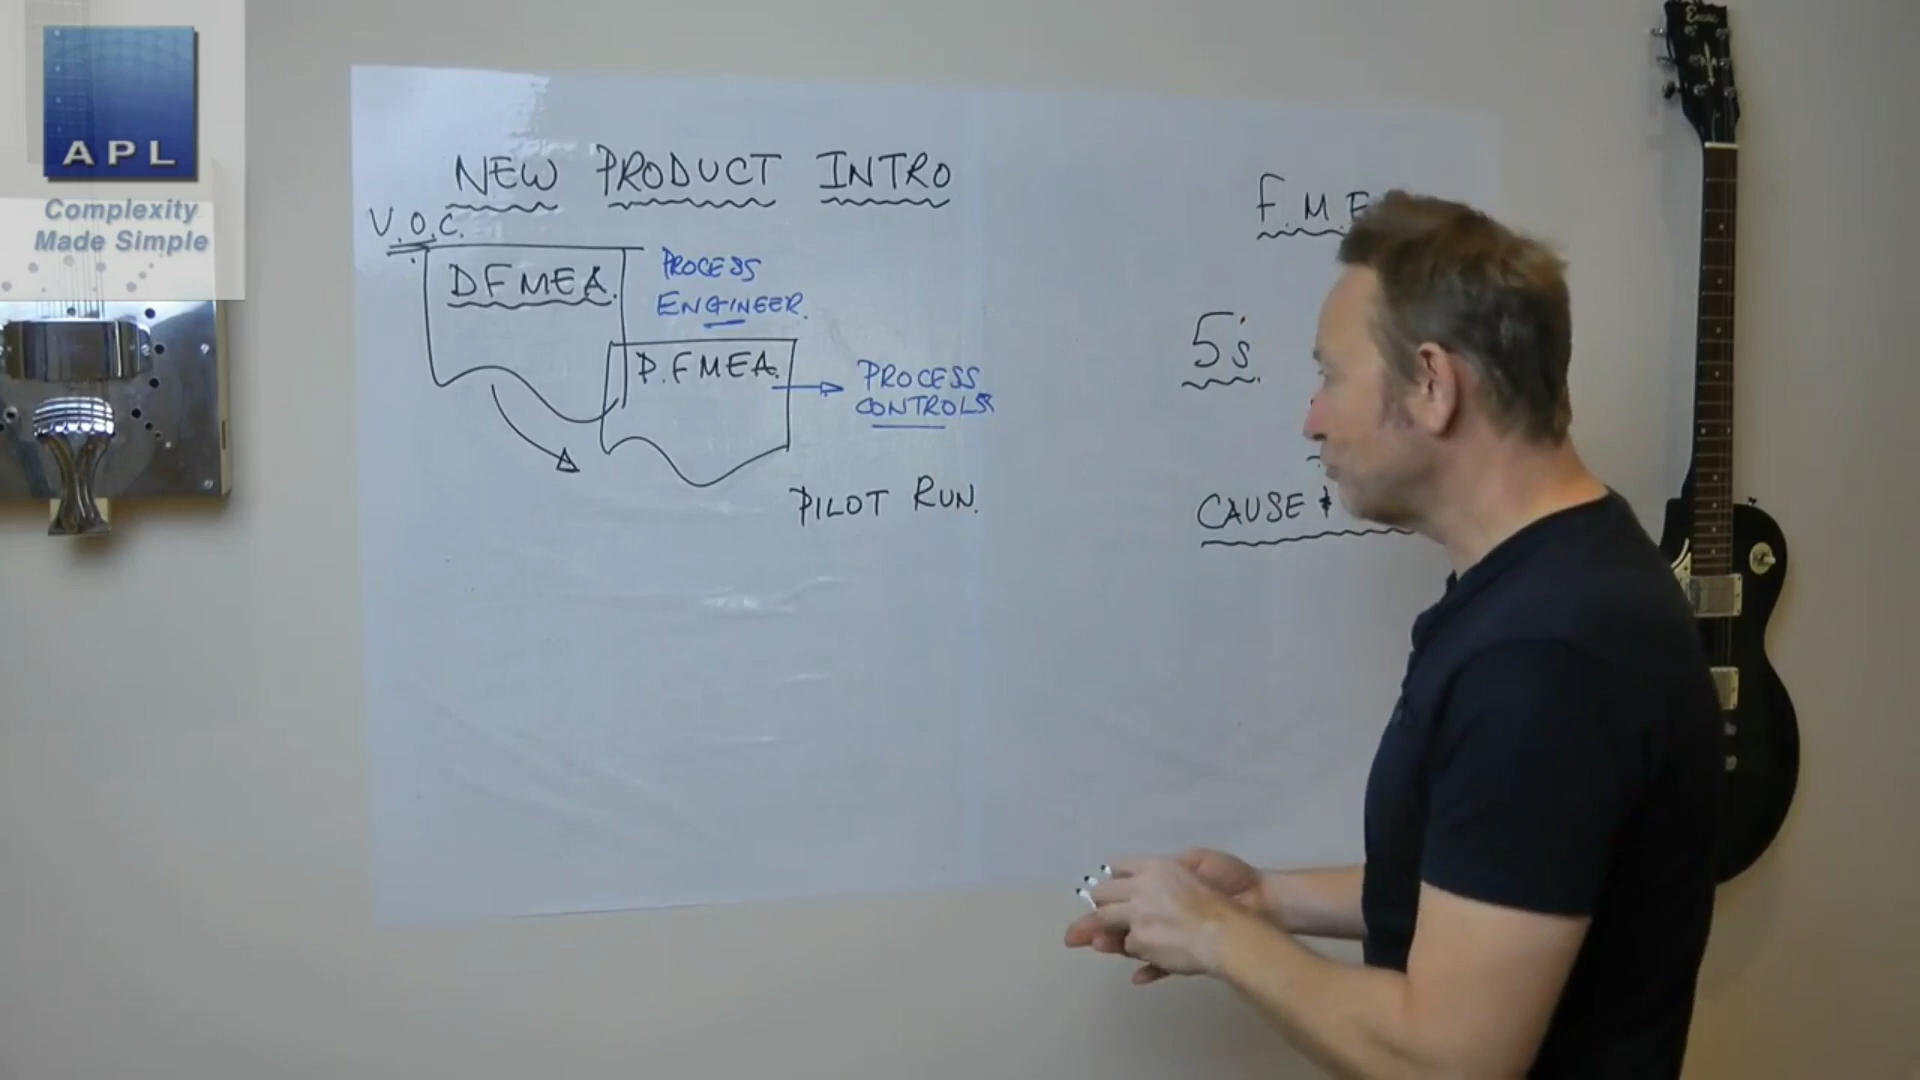 APL
Complexity
Made Simple
NEW PRODUCT INTRO
V.O.C.
DFMEA.
PROCESS
ENGINEER.
P.FMEA.
PROCESS
CONTROLS
PILOT RUN.
F.M.E
5's
CAUSE &